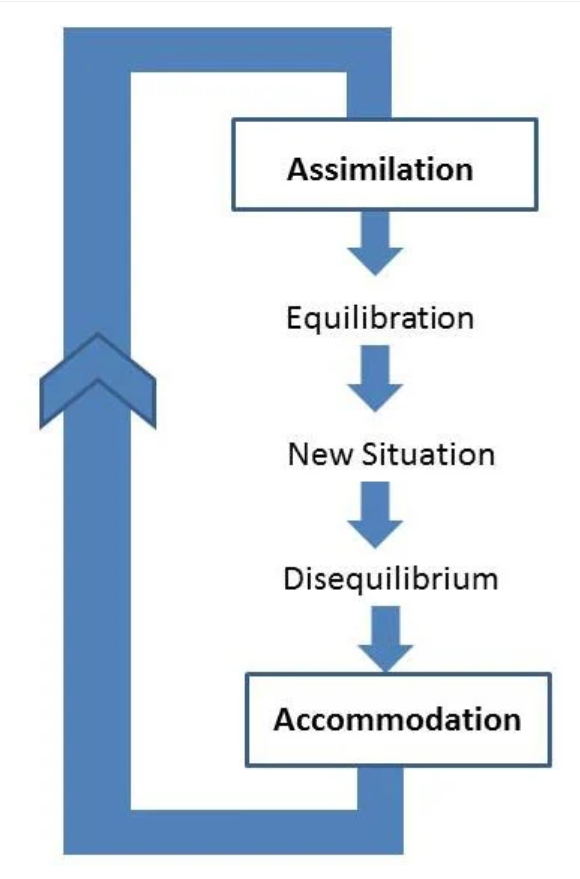 Assimilation
Equilibration
New Situation
Disequilibrium
Accommodation